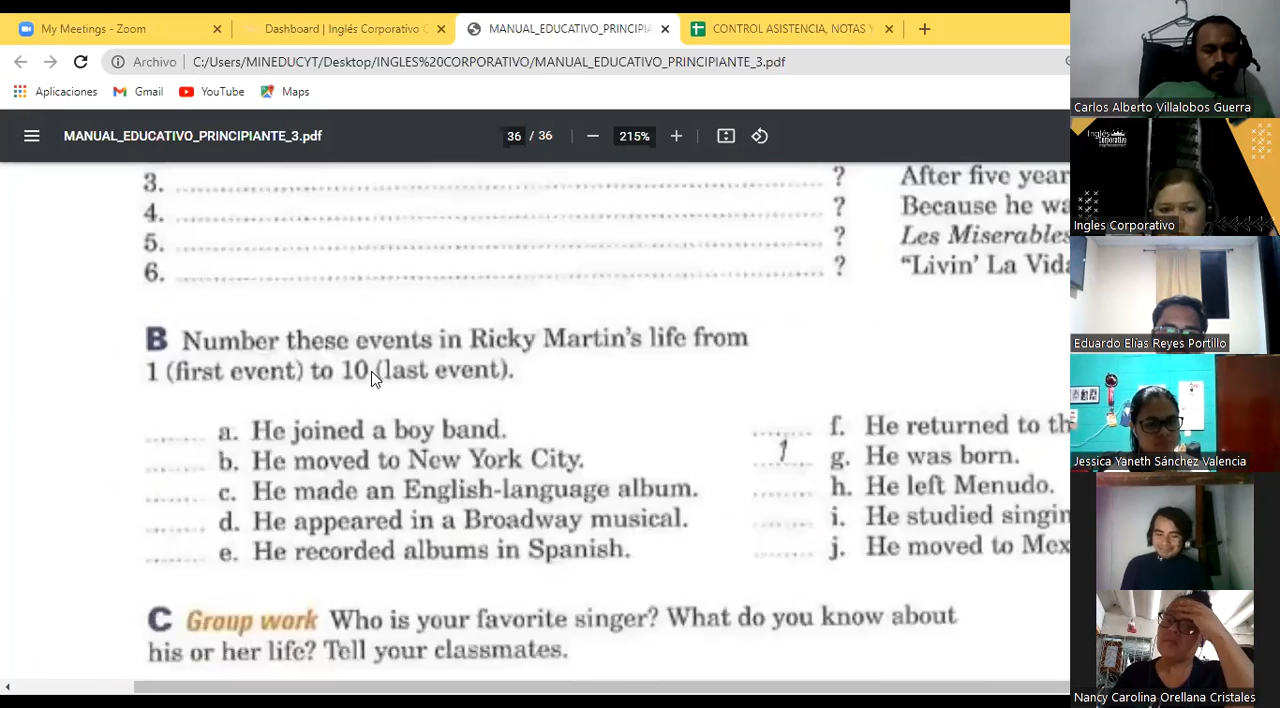 My Meetings - Zoom
Dashboard | Inglés Corporativo C
MANUAL_EDUCATIVO_PRINCIPIA
CONTROL ASISTENCIA, NOTAS Y
Archivo
C:/Users/MINEDUCYT/Desktop/INGLES%20CORPORATIVO/MANUAL_EDUCATIVO_PRINCIPIANTE_3.pdf
Aplicaciones
Gmail
YouTube
Maps
MANUAL_EDUCATIVO_PRINCIPIANTE_3.pdf
36 / 36
215%
3. ? After five year
4. ? Because he wa
5. ? Les Miserables
6. ? "Livin' La Vida
B Number these events in Ricky Martin's life from
1 (first event) to 10 (last event).
a. He joined a boy band.
b. He moved to New York City.
c. He made an English-language album.
d. He appeared in a Broadway musical.
e. He recorded albums in Spanish.
f. He returned to th
1 g. He was born.
h. He left Menudo.
i. He studied singin
j. He moved to Mex
C Group work Who is your favorite singer? What do you know about
his or her life? Tell your classmates.
Carlos Alberto Villalobos Guerra
Inglés
Corporativo
Ingles Corporativo
Eduardo Elías Reyes Portillo
Jessica Yaneth Sánchez Valencia
Nancy Carolina Orellana Cristales